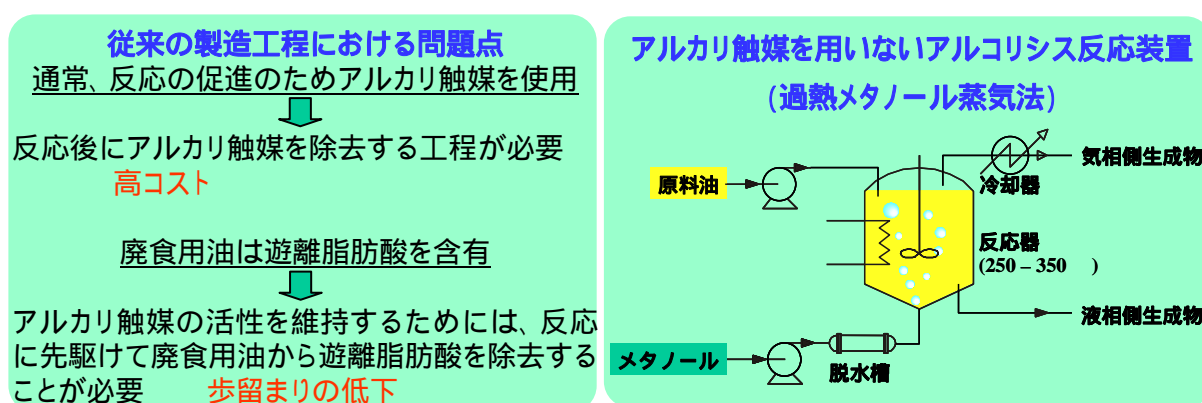 従来の製造工程における問題点
通常、反応の促進のためアルカリ触媒を使用
反応後にアルカリ触媒を除去する工程が必要
高コスト
廃食用油は遊離脂肪酸を含有
アルカリ触媒の活性を維持するためには、反応
に先駆けて廃食用油から遊離脂肪酸を除去する
ことが必要 歩留まりの低下
アルカリ触媒を用いないアルコリシス反応装置
(過熱メタノール蒸気法)
原料油
気相側生成物
冷却器
反応器
(250 – 350 )
液相側生成物
メタノール
脱水槽